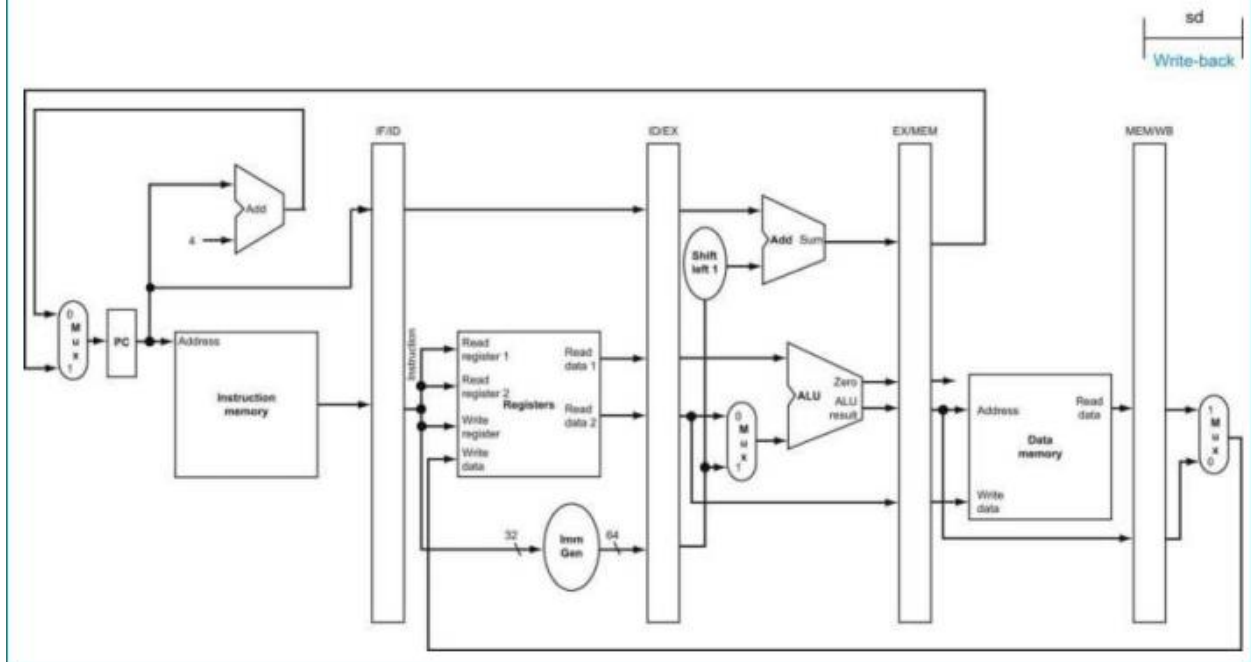 sd
Write-back
IF/ID
ID/EX
EX/MEM
MEM/WB
Add
4
Add Sum
Shift
left 1
0
M
u
x
1
PC
Address
Instruction
memory
Instruction
Read
register 1
Read
register 2
Registers
Write
register
Write
data
Read
data 1
Read
data 2
0
M
u
x
1
Zero
ALU
ALU
result
Address
Read
data
Data
memory
Write
data
1
M
u
x
0
32
Imm
Gen
64